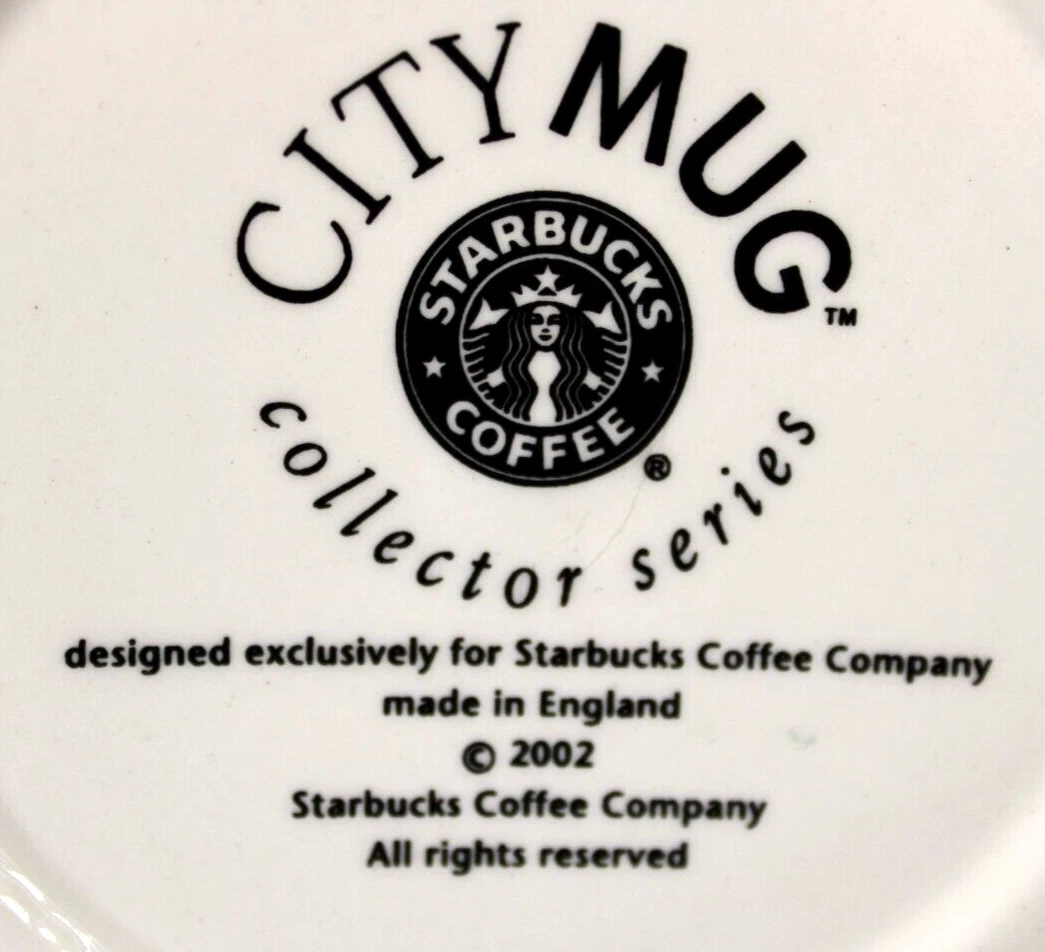 CITY MUG™
STARBUCKS
COFFEE
®
collector series
designed exclusively for Starbucks Coffee Company
made in England
© 2002
Starbucks Coffee Company
All rights reserved